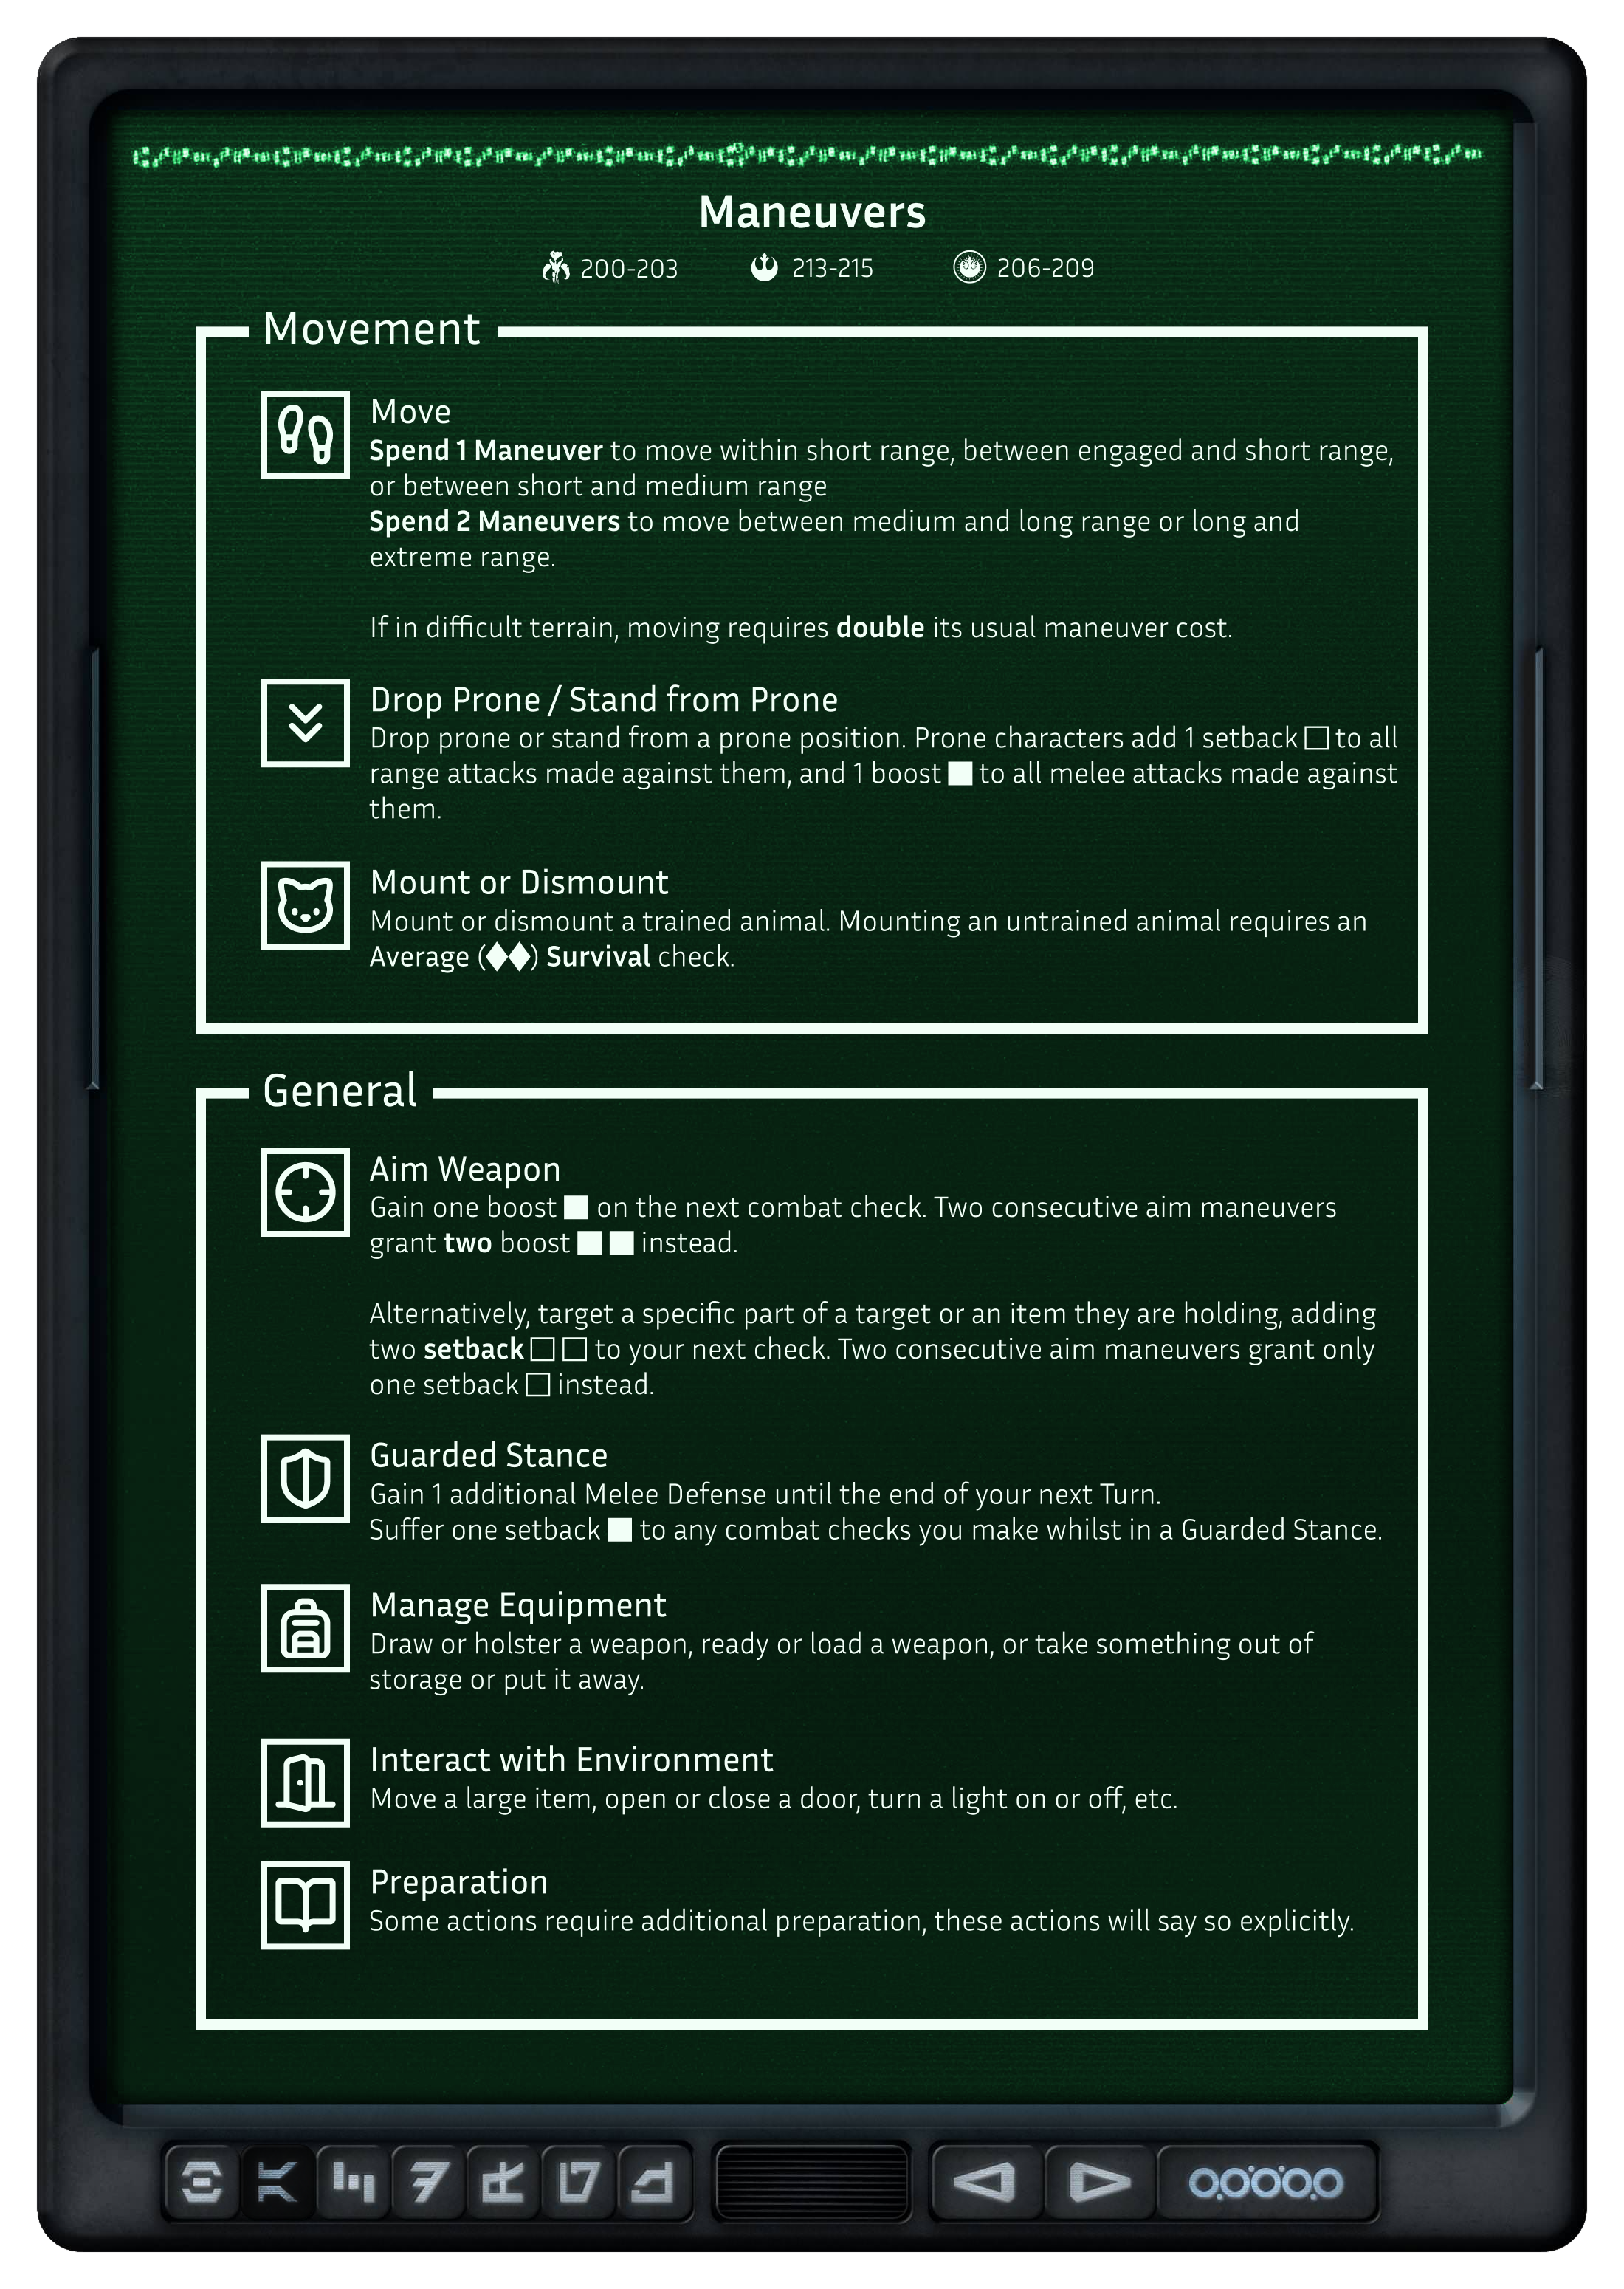 Maneuvers
200-203 213-215 206-209
Movement
Move
Spend 1 Maneuver to move within short range, between engaged and short range,
or between short and medium range
Spend 2 Maneuvers to move between medium and long range or long and
extreme range.
If in difficult terrain, moving requires double its usual maneuver cost.
Drop Prone / Stand from Prone
Drop prone or stand from a prone position. Prone characters add 1 setback □ to all
range attacks made against them, and 1 boost ■ to all melee attacks made against
them.
Mount or Dismount
Mount or dismount a trained animal. Mounting an untrained animal requires an
Average (♦♦) Survival check.
General
Aim Weapon
Gain one boost ■ on the next combat check. Two consecutive aim maneuvers
grant two boost ■ ■ instead.
Alternatively, target a specific part of a target or an item they are holding, adding
two setback □ □ to your next check. Two consecutive aim maneuvers grant only
one setback □ instead.
Guarded Stance
Gain 1 additional Melee Defense until the end of your next Turn.
Suffer one setback ■ to any combat checks you make whilst in a Guarded Stance.
Manage Equipment
Draw or holster a weapon, ready or load a weapon, or take something out of
storage or put it away.
Interact with Environment
Move a large item, open or close a door, turn a light on or off, etc.
Preparation
Some actions require additional preparation, these actions will say so explicitly.